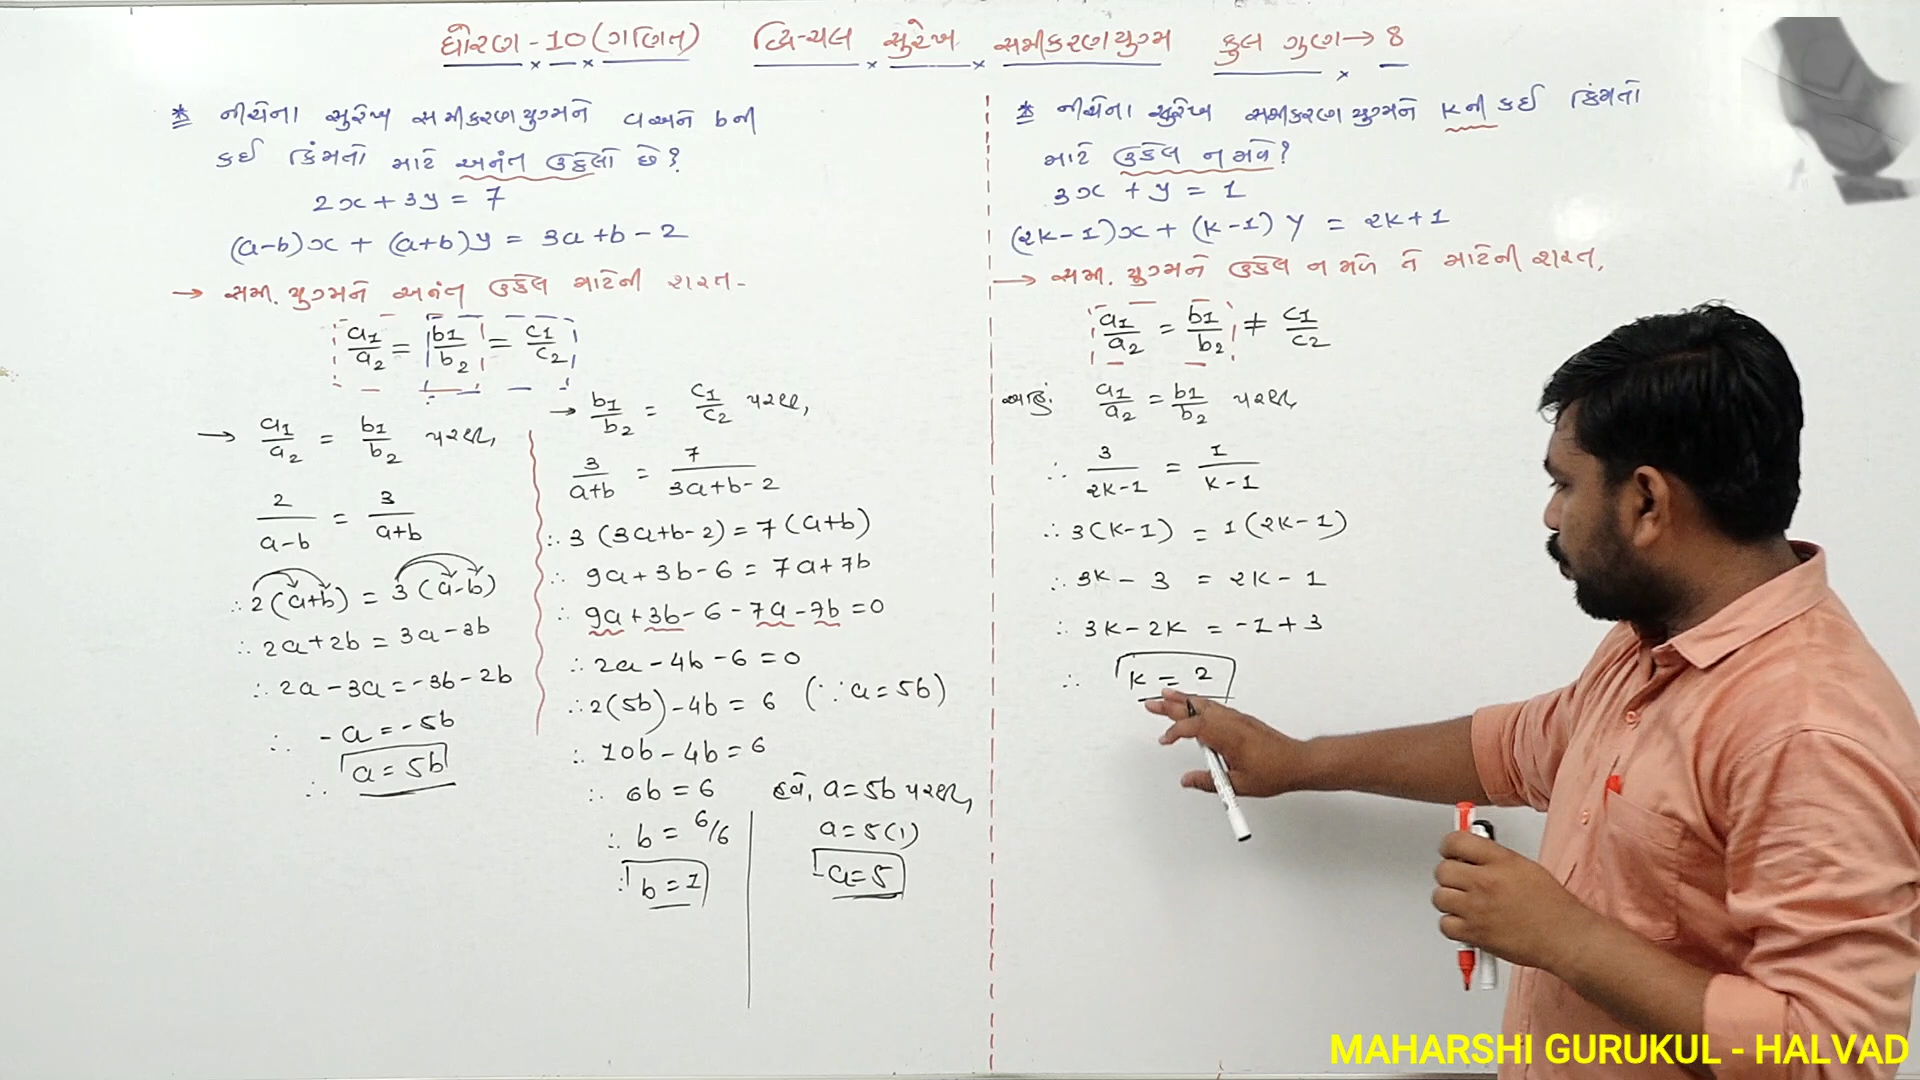 ધોરણ - 10 (ગણિત) દ્વિ-ચલ સુરેખ સમીકરણયુગ્મ કુલ ગુણ → 8
* નીચેના સુરેખ સમીકરણયુગ્મને a અને b ની
કઈ કિંમતો માટે અનંત ઉકેલો છે?
2x + 3y = 7
(a-b)x + (a+b)y = 3a + b - 2
→ સમી. યુગ્મને અનંત ઉકેલ માટેની શરત -
a1/a2 = b1/b2 = c1/c2
→ a1/a2 = b1/b2 પરથી,
2/(a-b) = 3/(a+b)
∴ 2(a+b) = 3(a-b)
∴ 2a + 2b = 3a - 3b
∴ 2a - 3a = -3b - 2b
∴ -a = -5b
∴ a = 5b
→ b1/b2 = c1/c2 પરથી,
3/(a+b) = 7/(3a+b-2)
∴ 3(3a+b-2) = 7(a+b)
∴ 9a + 3b - 6 = 7a + 7b
∴ 9a + 3b - 6 - 7a - 7b = 0
∴ 2a - 4b - 6 = 0
∴ 2(5b) - 4b = 6 (∵ a = 5b)
∴ 10b - 4b = 6
∴ 6b = 6
∴ b = 6/6
∴ b = 1
હવે, a = 5b પરથી,
a = 5(1)
a = 5
* નીચેના સુરેખ સમીકરણયુગ્મને k ની કઈ કિંમતો
માટે ઉકેલ ન મળે?
3x + y = 1
(2k-1)x + (k-1)y = 2k+1
→ સમી. યુગ્મને ઉકેલ ન મળે તે માટેની શરત,
a1/a2 = b1/b2 ≠ c1/c2
અહીં a1/a2 = b1/b2 પરથી,
∴ 3/(2k-1) = 1/(k-1)
∴ 3(k-1) = 1(2k-1)
∴ 3k - 3 = 2k - 1
∴ 3k - 2k = -1 + 3
∴ k = 2
MAHARSHI GURUKUL - HALVAD